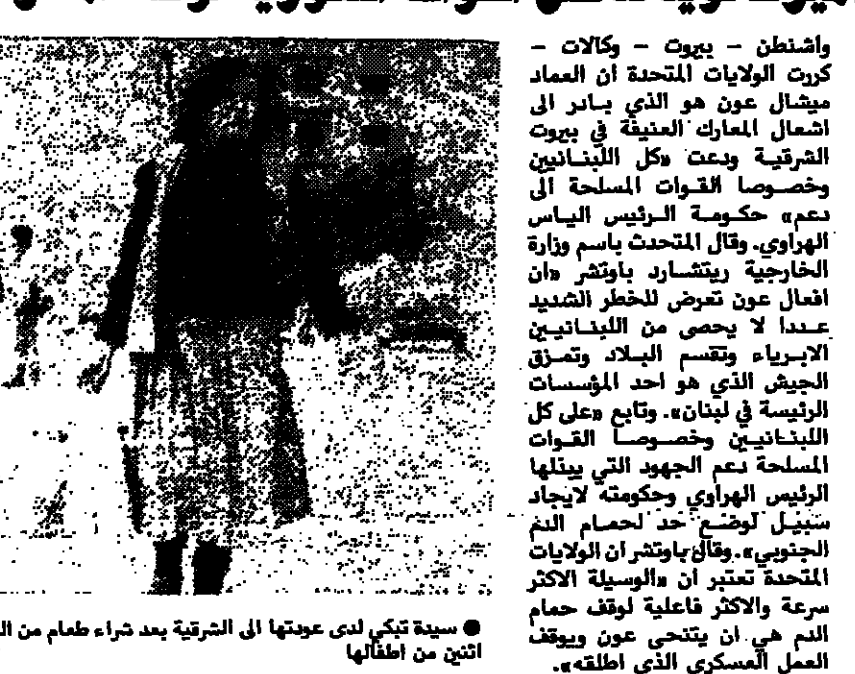 واشنطن – بيروت – وكالات –
كررت الولايات المتحدة ان العماد
ميشال عون هو الذي بادر الى
اشعال المعارك العنيفة في بيروت
الشرقية ودعت «كل اللبنانيين
وخصوصا القوات المسلحة الى
دعم» حكومة الرئيس الياس
الهراوي. وقال المتحدث باسم وزارة
الخارجية ريتشارد باوتشر «ان
افعال عون تعرض للخطر الشديد
عددا لا يحصى من اللبنانيين
الابرياء وتقسم البلاد وتمزق
الجيش الذي هو احد المؤسسات
الرئيسة في لبنان». وتابع «على كل
اللبنانيين وخصوصا القوات
المسلحة دعم الجهود التي يبذلها
الرئيس الهراوي وحكومته لايجاد
سبيل لوضع حد لحمام الدم
الجنوبي». وقال باوتشر ان الولايات
المتحدة تعتبر ان «الوسيلة الاكثر
سرعة والاكثر فاعلية لوقف حمام
الدم هي ان يتنحى عون ويوقف
العمل العسكري الذي اطلقه».
● سيدة تبكي لدى عودتها الى الشرقية بعد شراء طعام من
اثنين من اطفالها